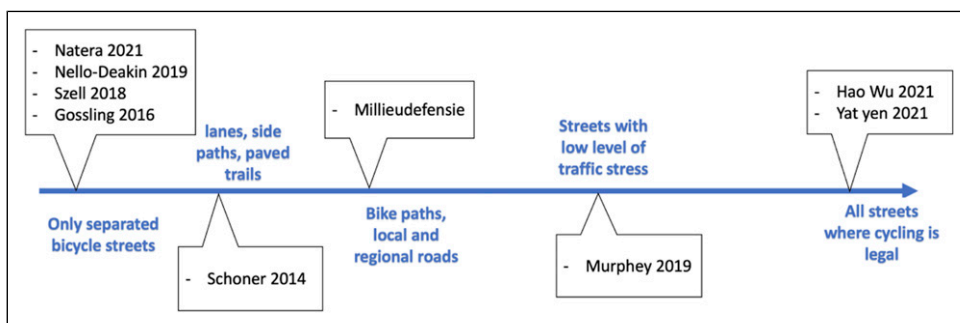 - Natera 2021
- Nello-Deakin 2019
- Szell 2018
- Gossling 2016
Only separated
bicycle streets
lanes, side
paths, paved
trails
- Schoner 2014
- Millieudefensie
Bike paths,
local and
regional roads
Streets with
low level of
traffic stress
- Murphey 2019
- Hao Wu 2021
- Yat yen 2021
All streets
where cycling is
legal